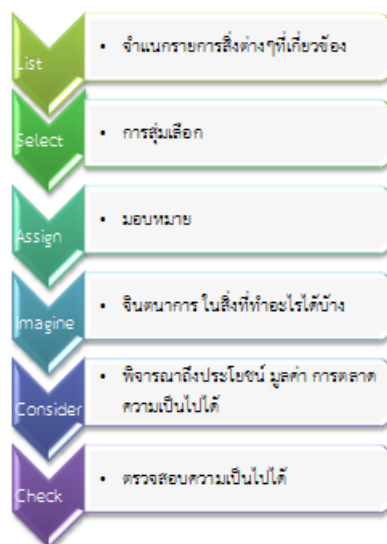 List
• จำแนกรายการสิ่งต่างๆที่เกี่ยวข้อง
Select
• การสุ่มเลือก
Assign
• มอบหมาย
Imagine
• จินตนาการ ในสิ่งที่ทำอะไรได้บ้าง
Consider
• พิจารณาถึงประโยชน์ มูลค่า การตลาด
ความเป็นไปได้
Check
• ตรวจสอบความเป็นไปได้